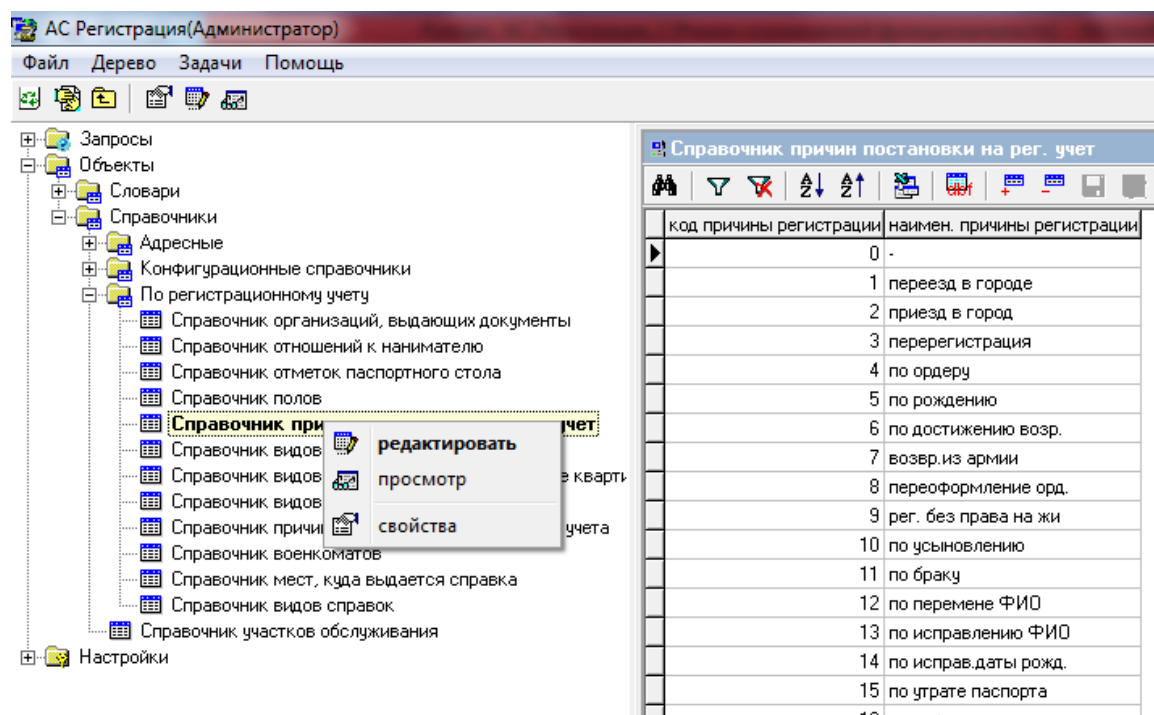 АС Регистрация(Администратор)
Файл Дерево Задачи Помощь
Запросы
Объекты
Словари
Справочники
Адресные
Конфигурационные справочники
По регистрационному учету
Справочник организаций, выдающих документы
Справочник отношений к нанимателю
Справочник отметок паспортного стола
Справочник полов
Справочник при чет
Справочник видов
Справочник видов е кварти
Справочник видов
Справочник причи учета
Справочник военкоматов
Справочник мест, куда выдается справка
Справочник видов справок
Справочник участков обслуживания
Настройки
редактировать
просмотр
свойства
Справочник причин постановки на рег. учет
dbf
код причины регистрации наимен. причины регистрации
0 -
1 переезд в городе
2 приезд в город
3 перерегистрация
4 по ордеру
5 по рождению
6 по достижению возр.
7 возвр.из армии
8 переоформление орд.
9 рег. без права на жи
10 по усыновлению
11 по браку
12 по перемене ФИО
13 по исправлению ФИО
14 по исправ.даты рожд.
15 по утрате паспорта